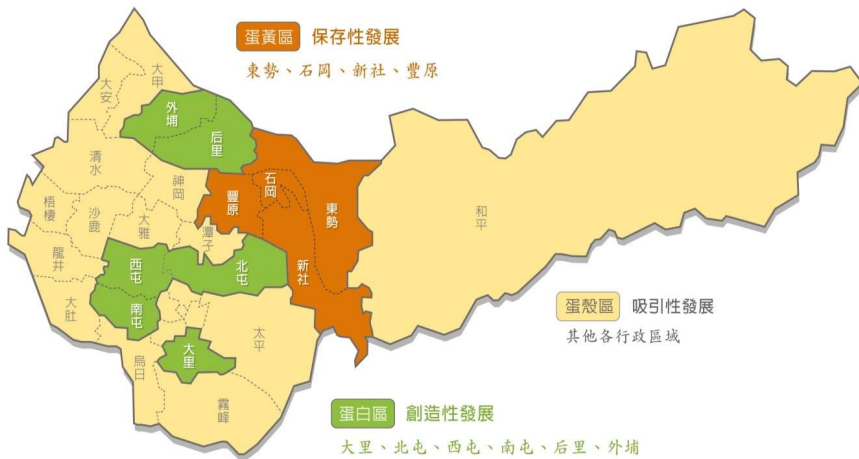 蛋黃區 保存性發展
東勢、石岡、新社、豐原
大甲
大安
外埔
后里
清水
神岡
石岡
豐原
東勢
梧棲
沙鹿
大雅
潭子
和平
龍井
西屯
北屯
新社
大肚
南屯
蛋殼區 吸引性發展
其他各行政區域
太平
大里
烏日
霧峰
蛋白區 創造性發展
大里、北屯、西屯、南屯、后里、外埔